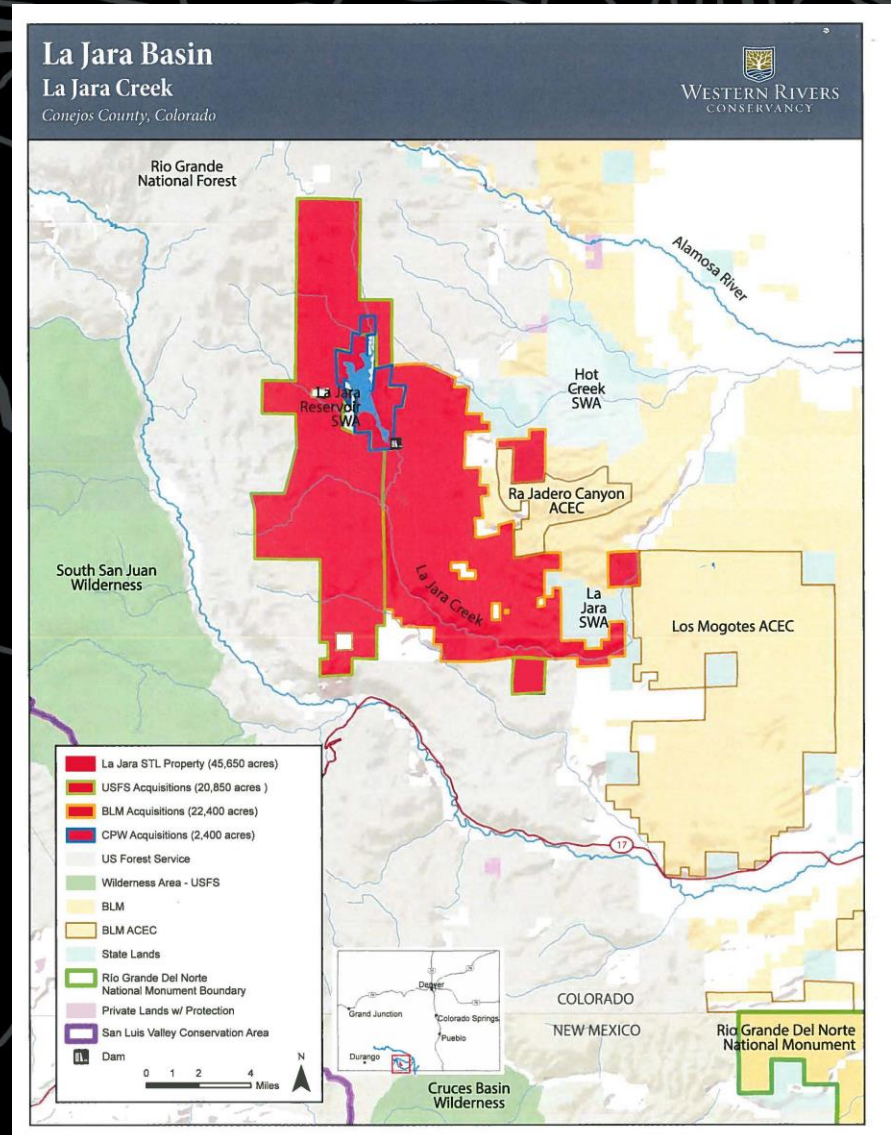 La Jara Basin
La Jara Creek
Conejos County, Colorado
WESTERN RIVERS
CONSERVANCY
Rio Grande
National Forest
Alamosa River
Hot
Creek
SWA
La Jara
Reservoir
SWA
Ra Jadero Canyon
ACEC
South San Juan
Wilderness
La Jara Creek
La
Jara
SWA
Los Mogotes ACEC
17
La Jara STL Property (45,650 acres)
USFS Acquisitions (20,850 acres )
BLM Acquisitions (22,400 acres)
CPW Acquisitions (2,400 acres)
US Forest Service
Wilderness Area - USFS
BLM
BLM ACEC
State Lands
Río Grande Del Norte
National Monument Boundary
Private Lands w/ Protection
San Luis Valley Conservation Area
Dam
0 1 2 4
Miles
N
Denver
Grand Junction
Colorado Springs
Pueblo
Durango
COLORADO
NEW MEXICO
Rio Grande Del Norte
National Monument
Cruces Basin
Wilderness